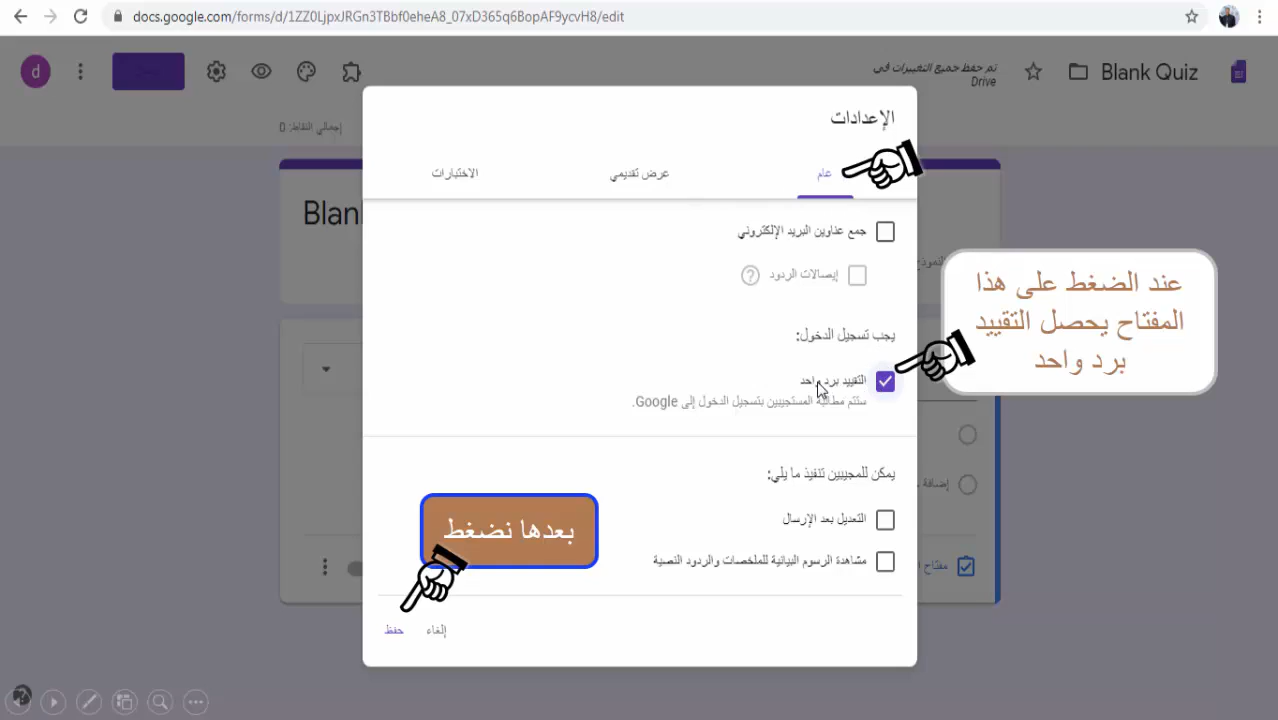 docs.google.com/forms/d/1ZZ0LjpxJRGn3TBbf0eheA8_07xD365q6BopAF9ycvH8/edit
d
تم حفظ جميع التغييرات في
Drive
Blank Quiz
إجمالي النقاط: 0
الإعدادات
عام
عرض تقديمي
الاختبارات
Blan
جمع عناوين البريد الإلكتروني
إيصالات الردود
النموذج
عند الضغط على هذا
المفتاح يحصل التقييد
برد واحد
يجب تسجيل الدخول:
التقييد برد واحد
ستتم مطالبة المستجيبين بتسجيل الدخول إلى Google.
يمكن للمجيبين تنفيذ ما يلي:
إضافة
التعديل بعد الإرسال
بعدها نضغط
مشاهدة الرسوم البيانية للملخصات والردود النصية
مفتاح ا
إلغاء
حفظ